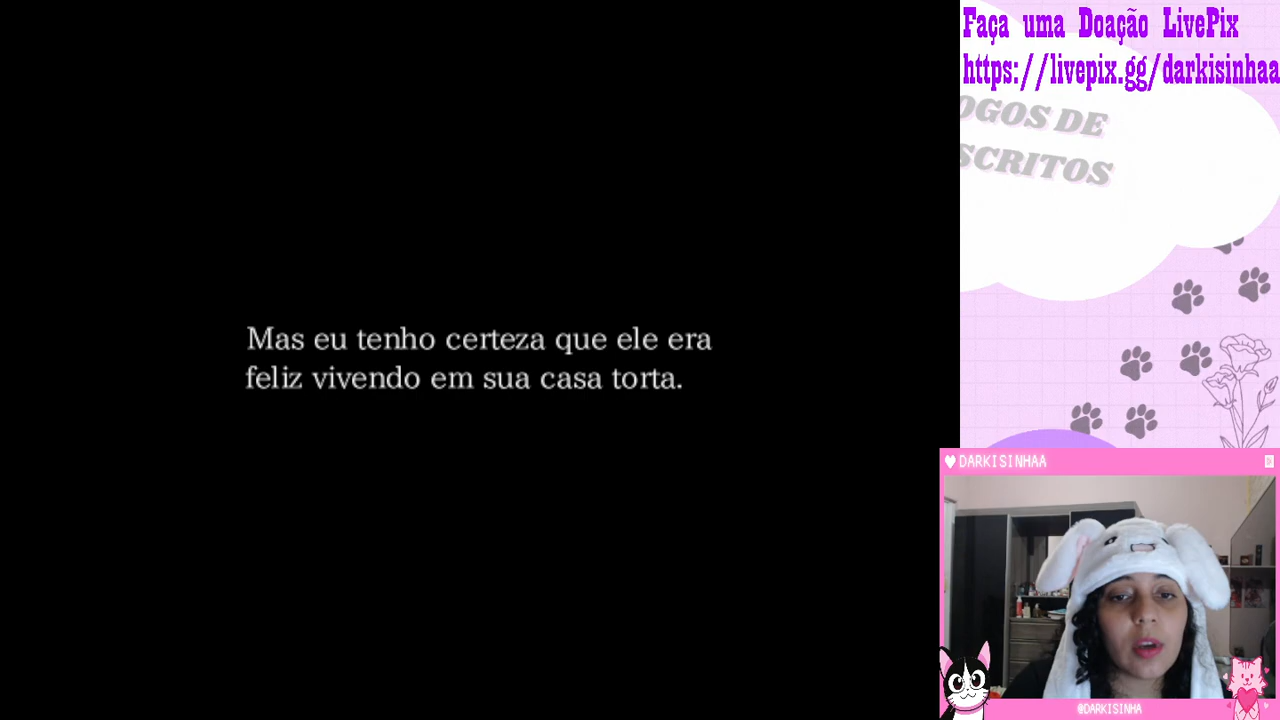 Faça uma Doação LivePix
https://livepix.gg/darkisinhaa
OGOS DE
SCRITOS
Mas eu tenho certeza que ele era
feliz vivendo em sua casa torta.
DARKISINHAA
@DARKISINHA